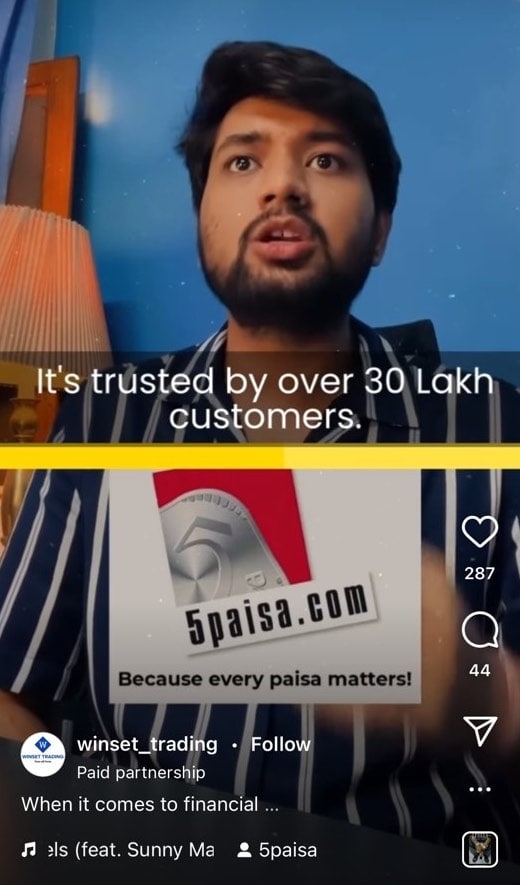 It's trusted by over 30 Lakh
customers.
5
5paisa.com
Because every paisa matters!
287
44
W
WINSET TRADING
winset_trading • Follow
Paid partnership
When it comes to financial ...
els (feat. Sunny Ma
5paisa